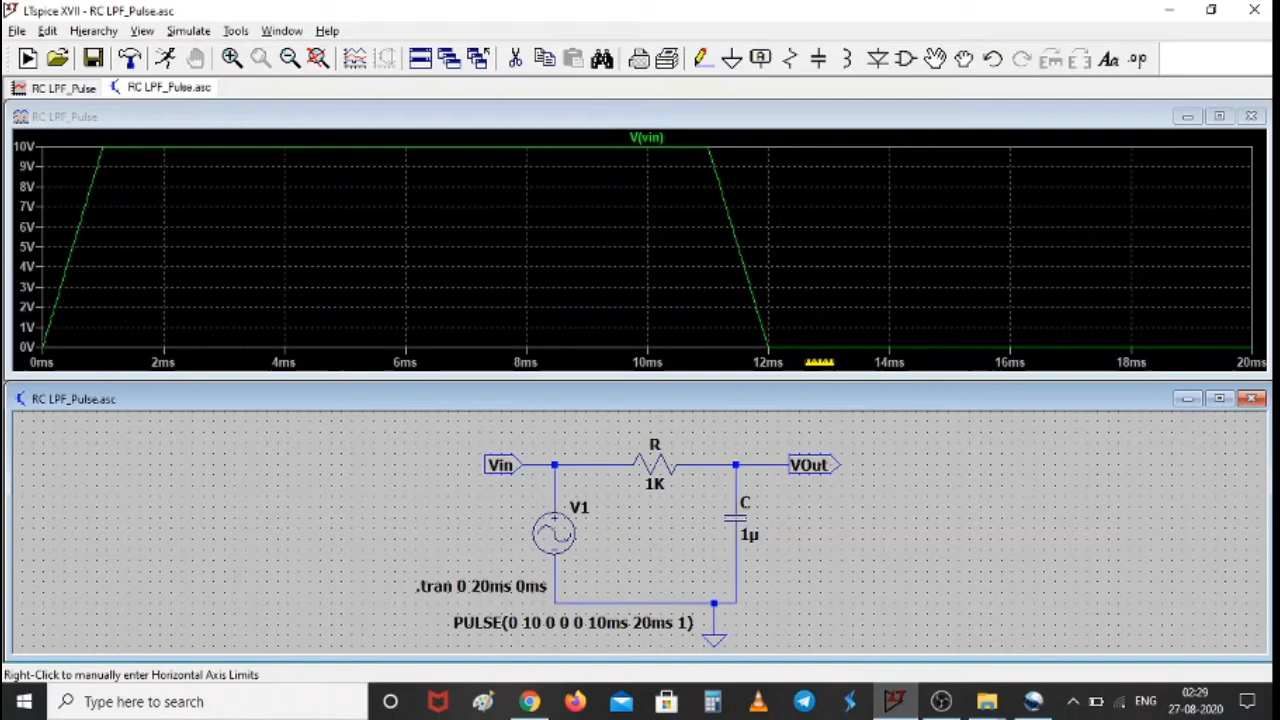 LTspice XVII - RC LPF_Pulse.asc
File Edit Hierarchy View Simulate Tools Window Help
Aa .op
RC LPF_Pulse RC LPF_Pulse.asc
RC LPF_Pulse
V(vin)
10V
9V
8V
7V
6V
5V
4V
3V
2V
1V
0V
0ms 2ms 4ms 6ms 8ms 10ms 12ms 14ms 16ms 18ms 20ms
RC LPF_Pulse.asc
R
Vin VOut
1K
C
V1
1µ
.tran 0 20ms 0ms
PULSE(0 10 0 0 0 10ms 20ms 1)
Right-Click to manually enter Horizontal Axis Limits
Type here to search
ENG
02:29
27-08-2020